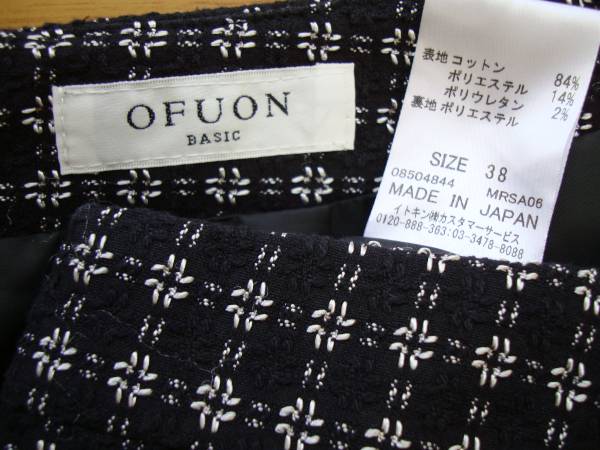 OFUON
BASIC
表地 コットン 84%
ポリエステル 14%
ポリウレタン 2%
裏地 ポリエステル
SIZE 38
08504844 MRSA06
MADE IN JAPAN
イトキン㈱カスタマーサービス
0120-888-363:03-3478-8088